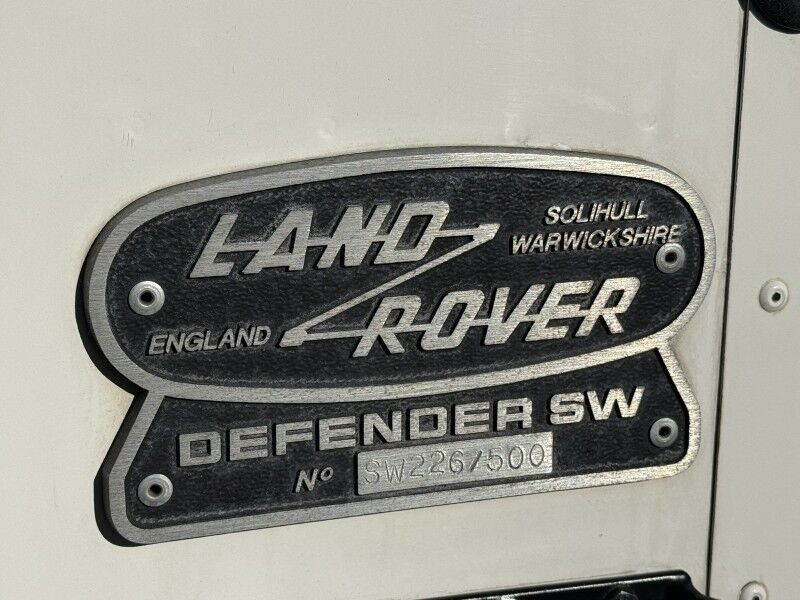 LAND
ROVER
SOLIHULL
WARWICKSHIRE
ENGLAND
DEFENDER SW
Nº SW226/500